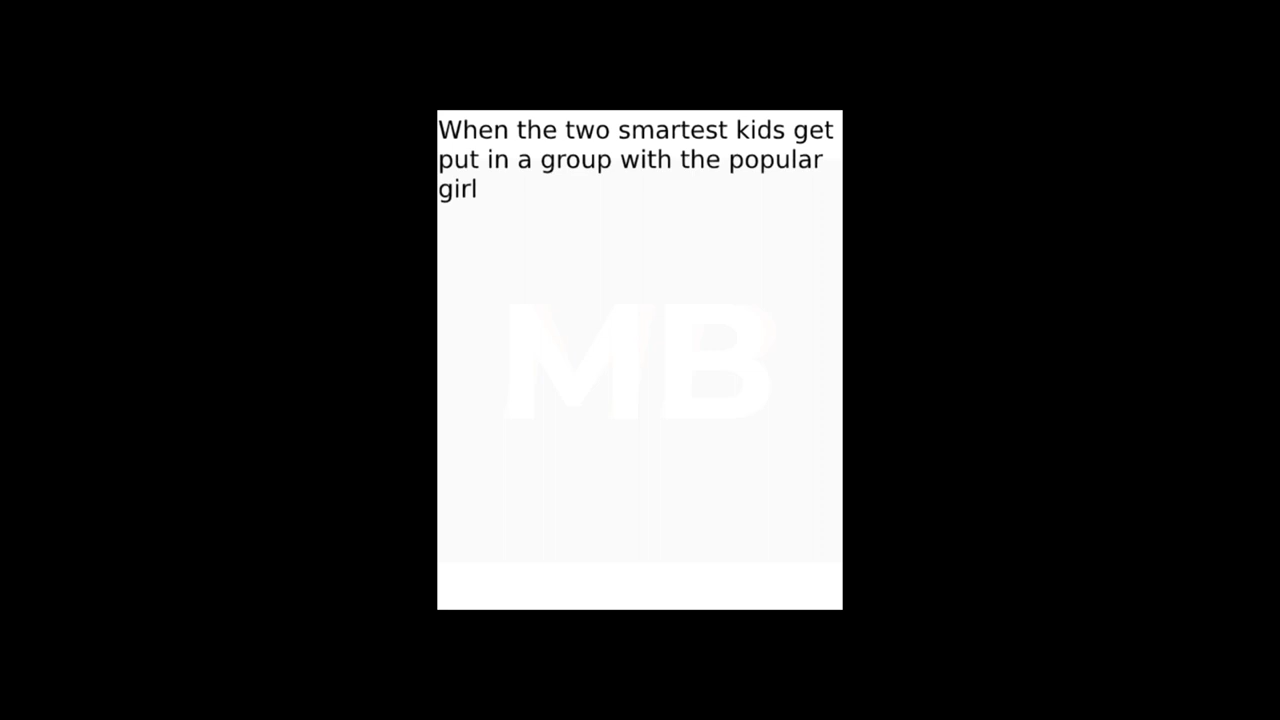 When the two smartest kids get
put in a group with the popular
girl
MB